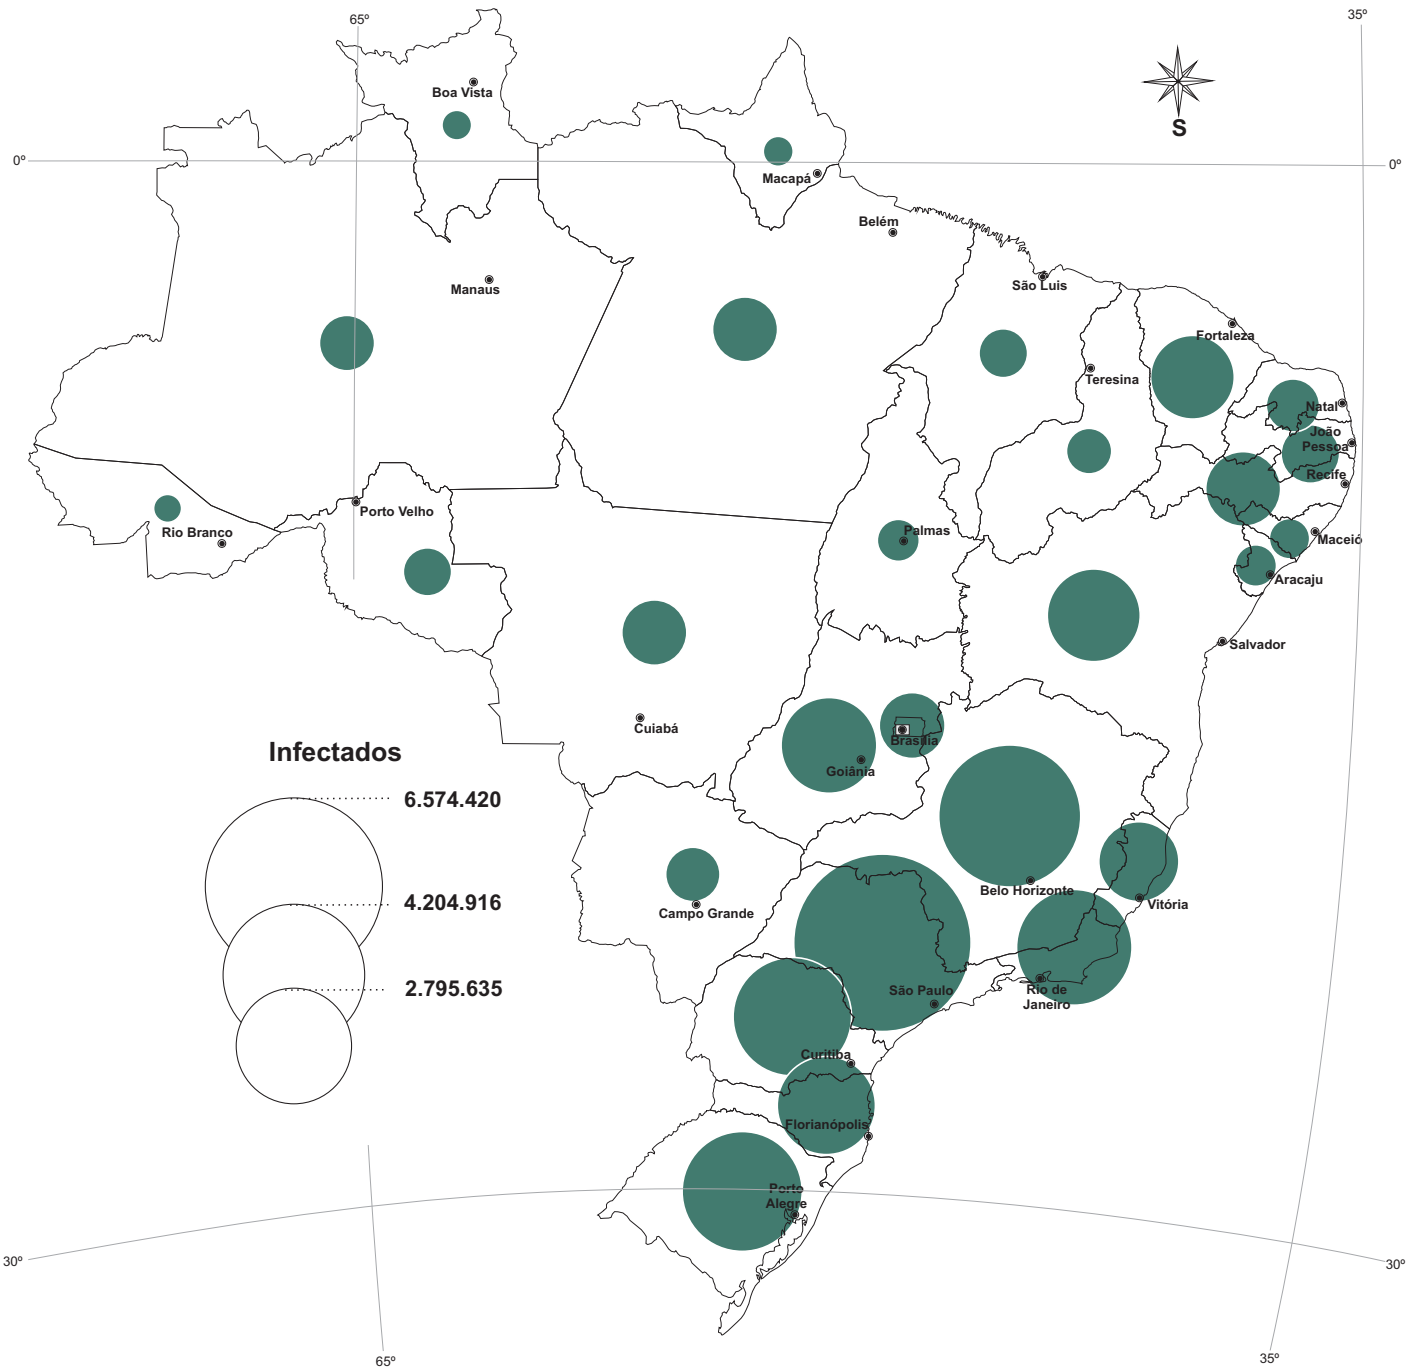 65º
35º
Boa Vista
S
0º
0º
Macapá
Belém
Manaus
São Luis
Fortaleza
Teresina
Natal
João
Pessoa
Recife
Porto Velho
Rio Branco
Palmas
Maceió
Aracaju
Salvador
Cuiabá
Brasília
Goiânia
Infectados
6.574.420
4.204.916
2.795.635
Belo Horizonte
Vitória
Campo Grande
São Paulo
Rio de
Janeiro
Curitiba
Florianópolis
Porto
Alegre
30º
30º
65º
35º